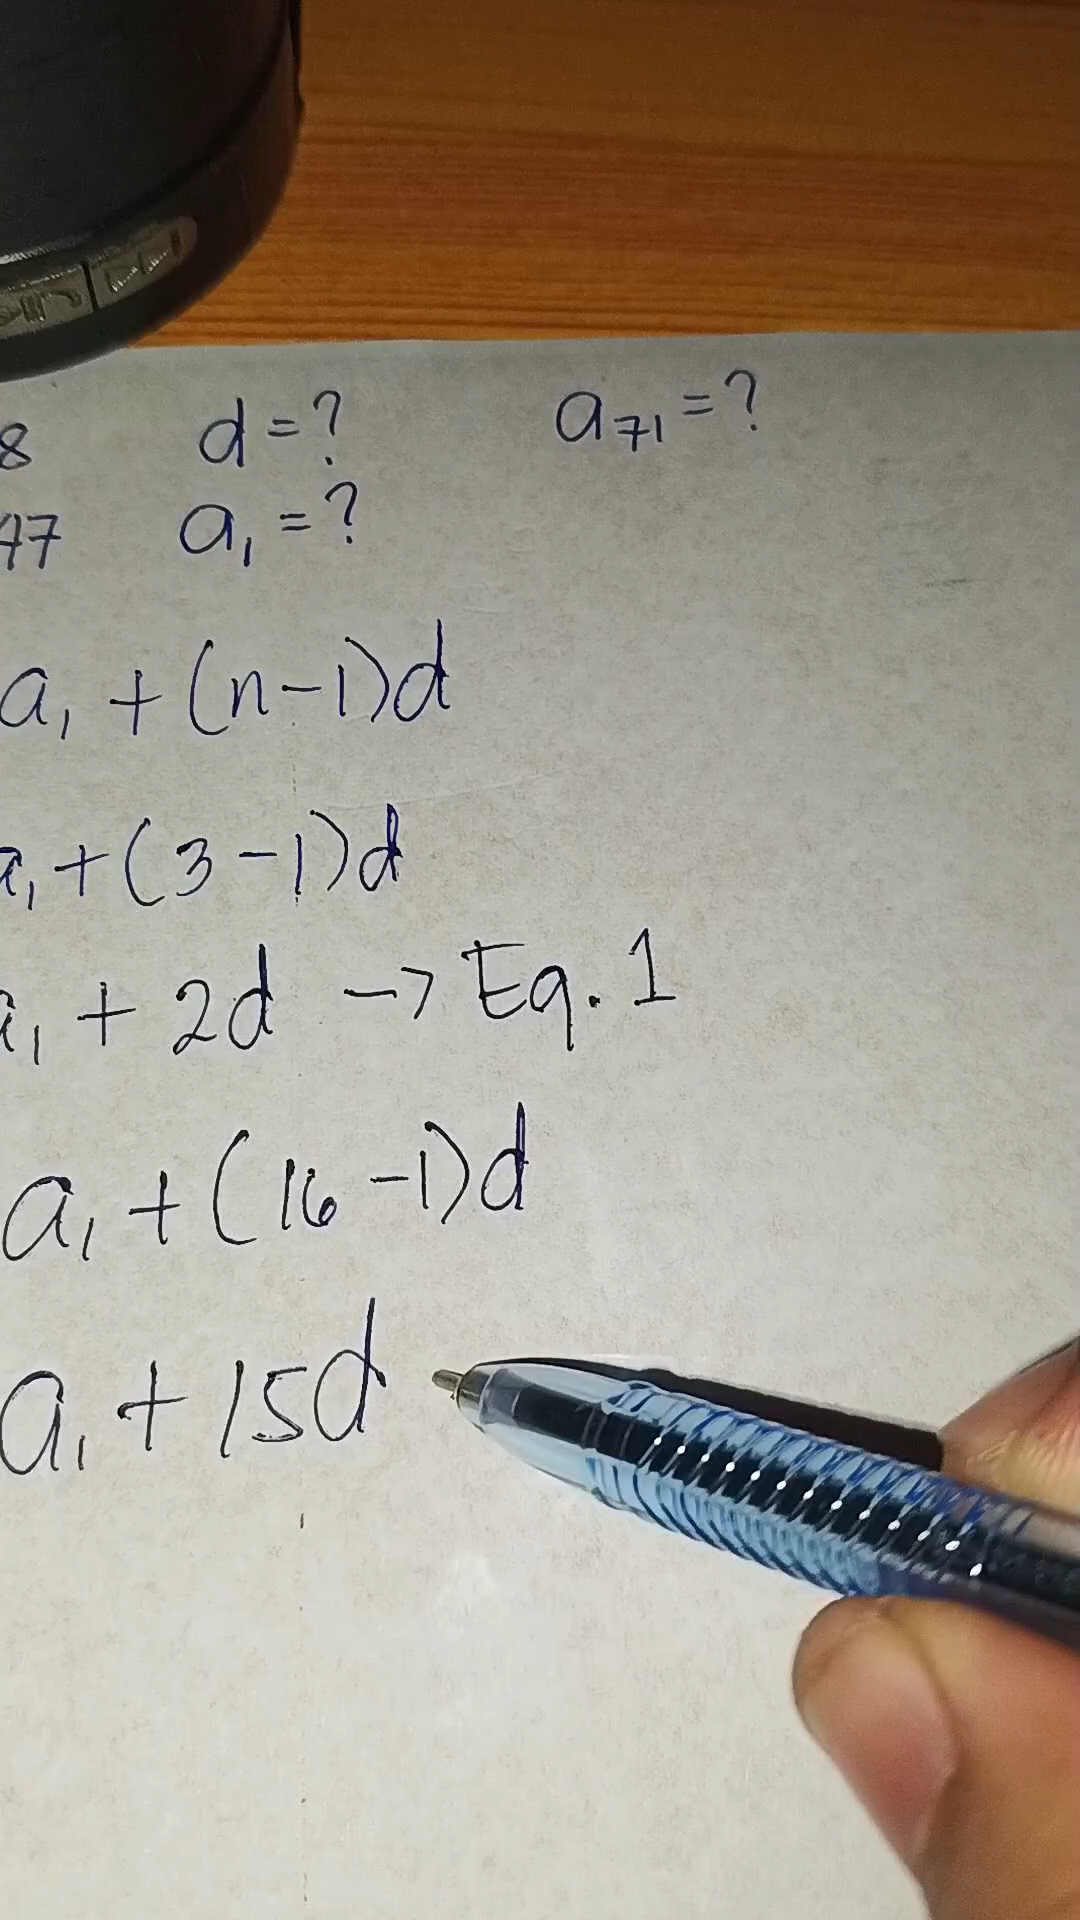 8 d = ? a₇₁ = ?
47 a₁ = ?
a₁ + (n-1)d
a₁ + (3-1)d
a₁ + 2d → Eq. 1
a₁ + (16-1)d
a₁ + 15d